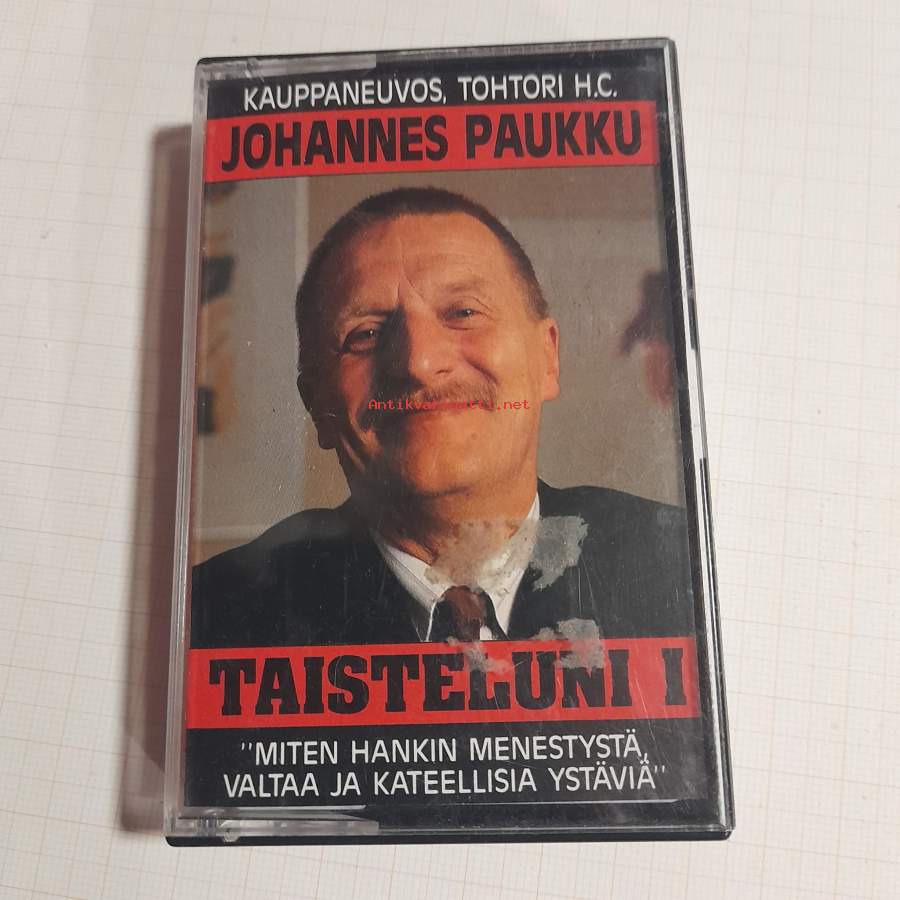 KAUPPANEUVOS, TOHTORI H.C.
JOHANNES PAUKKU
Antikvariaatti.net
TAISTELUNI I
"MITEN HANKIN MENESTYSTÄ,
VALTAA JA KATEELLISIA YSTÄVIÄ"